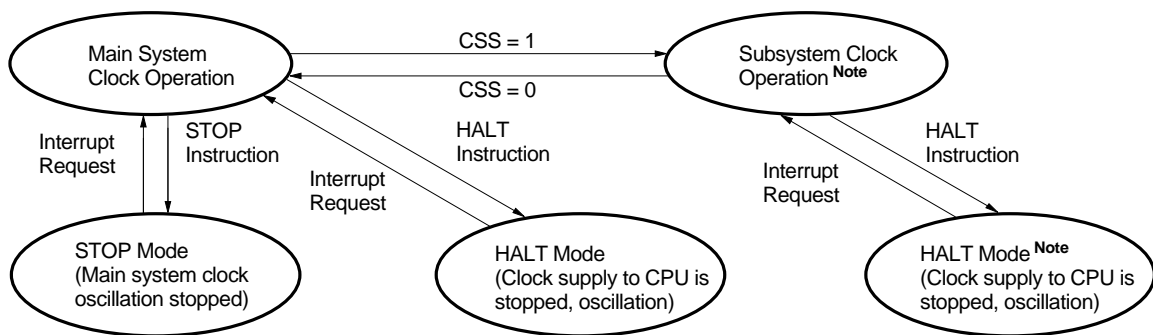 Main System
Clock Operation
CSS = 1
CSS = 0
Subsystem Clock
Operation Note
Interrupt
Request
STOP
Instruction
HALT
Instruction
Interrupt
Request
HALT
Instruction
Interrupt
Request
STOP Mode
(Main system clock
oscillation stopped)
HALT Mode
(Clock supply to CPU is
stopped, oscillation)
HALT Mode Note
(Clock supply to CPU is
stopped, oscillation)